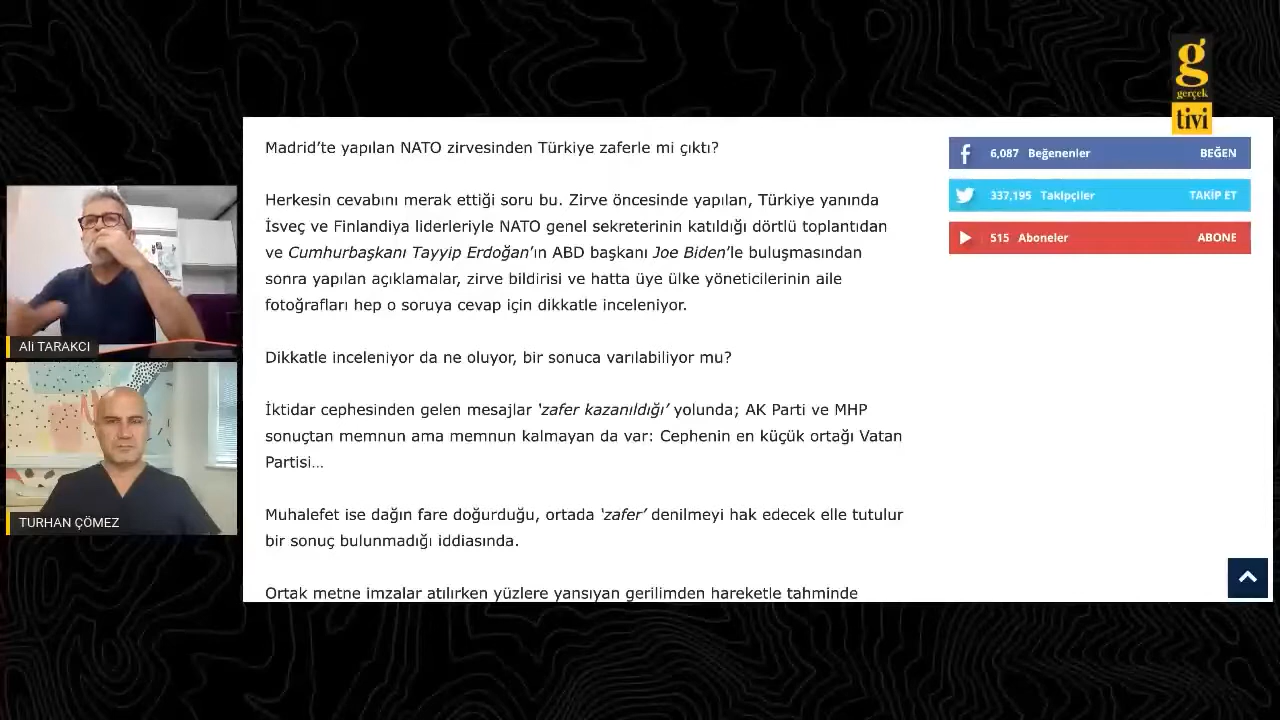 g
gerçek
tivi
Madrid’te yapılan NATO zirvesinden Türkiye zaferle mi çıktı?
Herkesin cevabını merak ettiği soru bu. Zirve öncesinde yapılan, Türkiye yanında
İsveç ve Finlandiya liderleriyle NATO genel sekreterinin katıldığı dörtlü toplantıdan
ve Cumhurbaşkanı Tayyip Erdoğan’ın ABD başkanı Joe Biden’le buluşmasından
sonra yapılan açıklamalar, zirve bildirisi ve hatta üye ülke yöneticilerinin aile
fotoğrafları hep o soruya cevap için dikkatle inceleniyor.
Dikkatle inceleniyor da ne oluyor, bir sonuca varılabiliyor mu?
İktidar cephesinden gelen mesajlar ‘zafer kazanıldığı’ yolunda; AK Parti ve MHP
sonuçtan memnun ama memnun kalmayan da var: Cephenin en küçük ortağı Vatan
Partisi…
Muhalefet ise dağın fare doğurduğu, ortada ‘zafer’ denilmeyi hak edecek elle tutulur
bir sonuç bulunmadığı iddiasında.
Ortak metne imzalar atılırken yüzlere yansıyan gerilimden hareketle tahminde
6,087 Beğenenler BEĞEN
337,195 Takipçiler TAKİP ET
515 Aboneler ABONE
Ali TARAKCI
TURHAN ÇÖMEZ